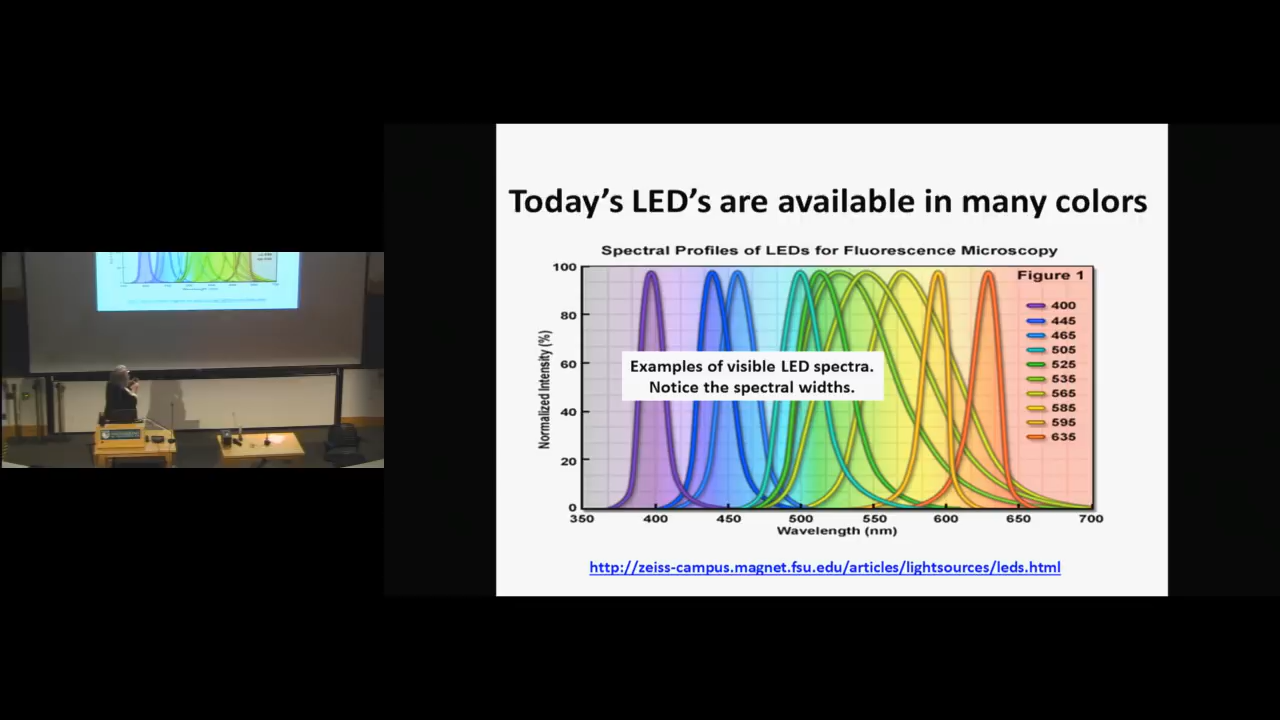 Today's LED's are available in many colors
Spectral Profiles of LEDs for Fluorescence Microscopy
Figure 1
Normalized Intensity (%)
100
80
60
40
20
0
400
445
465
505
525
535
565
585
595
635
Examples of visible LED spectra.
Notice the spectral widths.
350 400 450 500 550 600 650 700
Wavelength (nm)
http://zeiss-campus.magnet.fsu.edu/articles/lightsources/leds.html